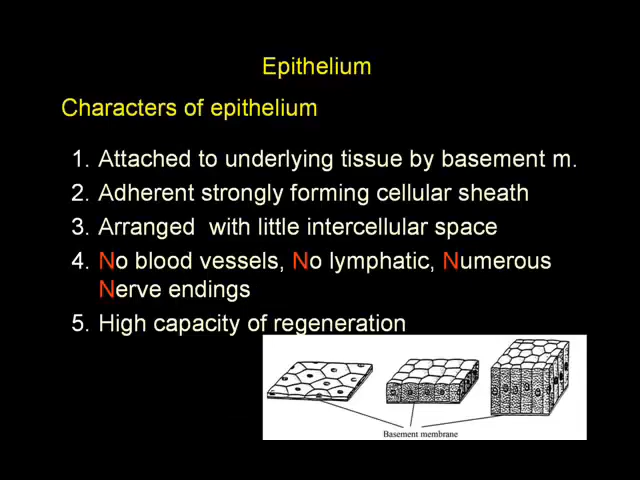 Epithelium
Characters of epithelium
1. Attached to underlying tissue by basement m.
2. Adherent strongly forming cellular sheath
3. Arranged with little intercellular space
4. No blood vessels, No lymphatic, Numerous
Nerve endings
5. High capacity of regeneration
Basement membrane